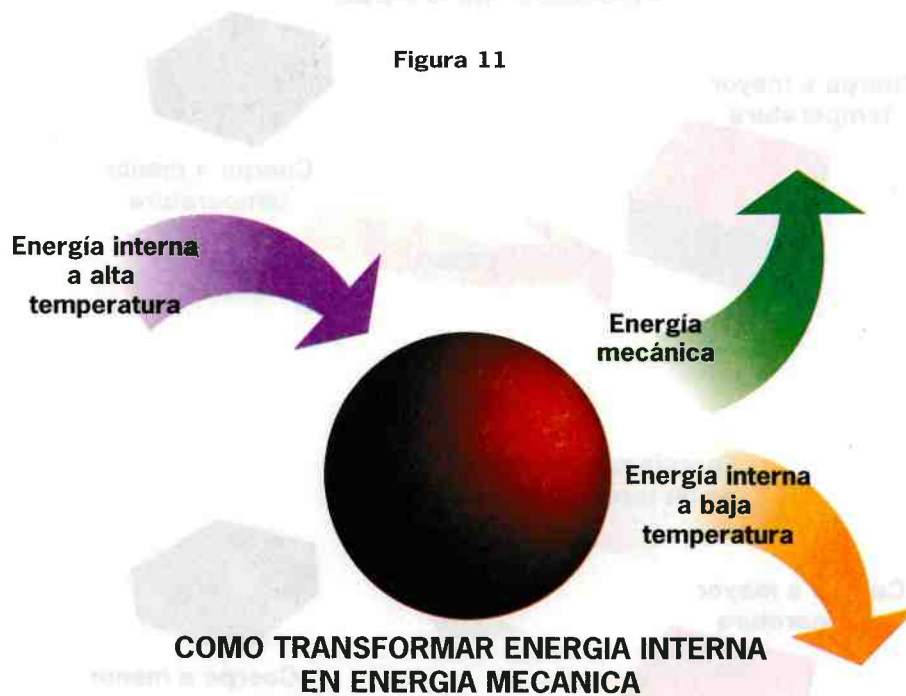 Figura 11
Energía interna
a alta
temperatura
Energía
mecánica
Energía interna
a baja
temperatura
COMO TRANSFORMAR ENERGIA INTERNA
EN ENERGIA MECANICA